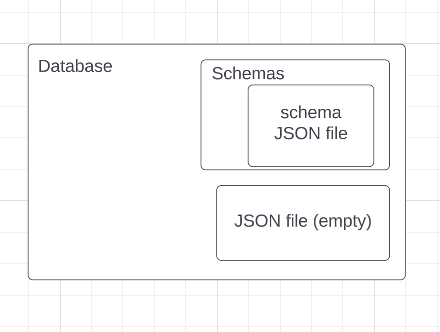 Database
Schemas
schema
JSON file
JSON file (empty)